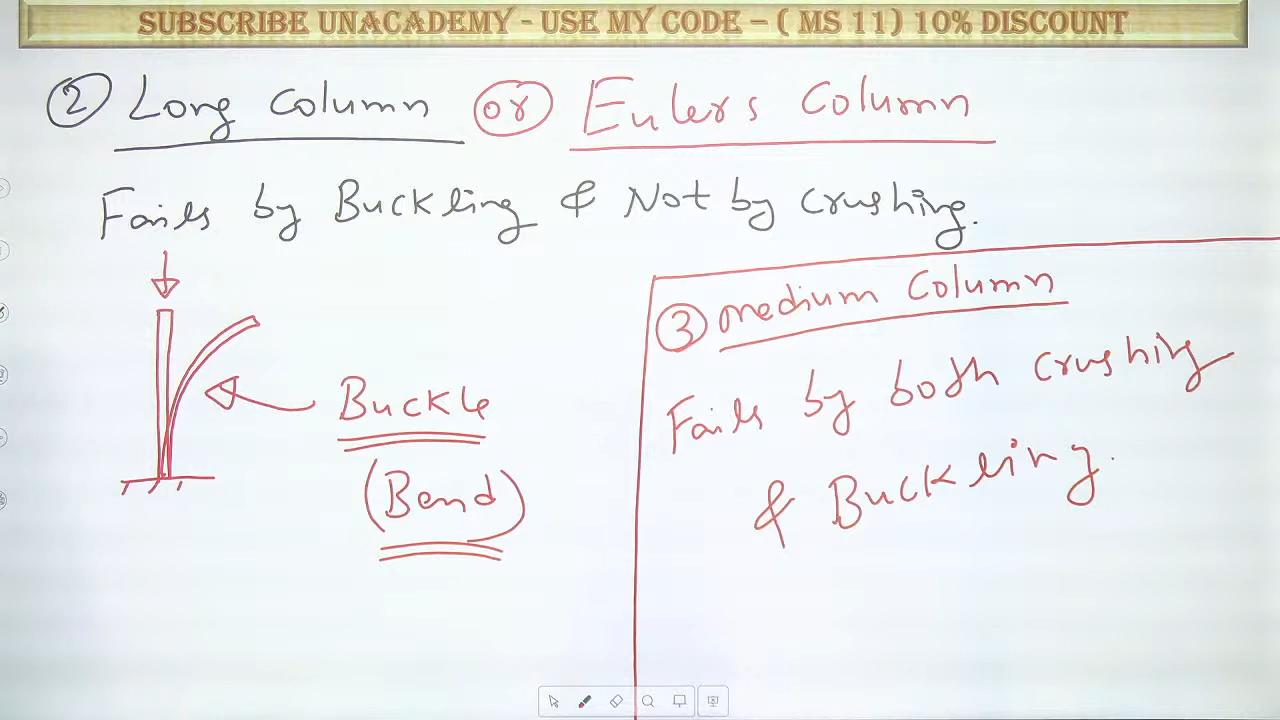 SUBSCRIBE UNACADEMY - USE MY CODE – ( MS 11) 10% DISCOUNT
② Long Column or Eulers Column
Fails by Buckling & Not by crushing.
Buckle
(Bend)
③ medium Column
Fails by both crushing
& Buckling.